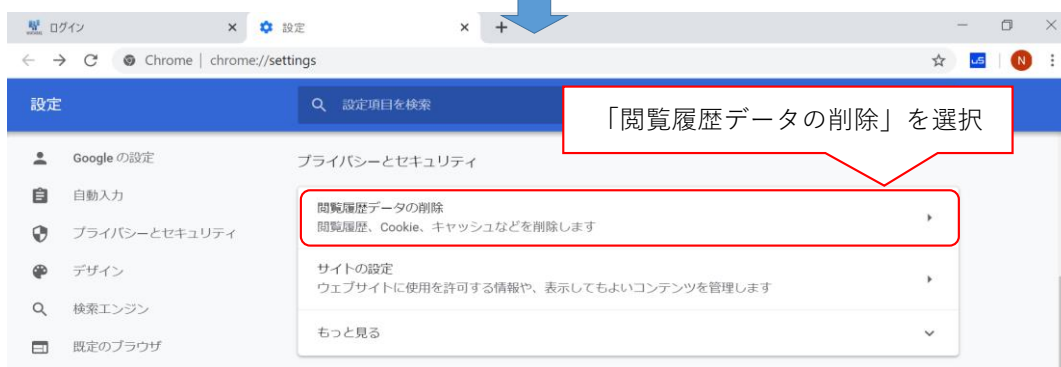 ログイン
設定
Chrome | chrome://settings
N
設定
設定項目を検索
「閲覧履歴データの削除」を選択
Google の設定
自動入力
プライバシーとセキュリティ
デザイン
検索エンジン
既定のブラウザ
プライバシーとセキュリティ
閲覧履歴データの削除
閲覧履歴、Cookie、キャッシュなどを削除します
サイトの設定
ウェブサイトに使用を許可する情報や、表示してもよいコンテンツを管理します
もっと見る